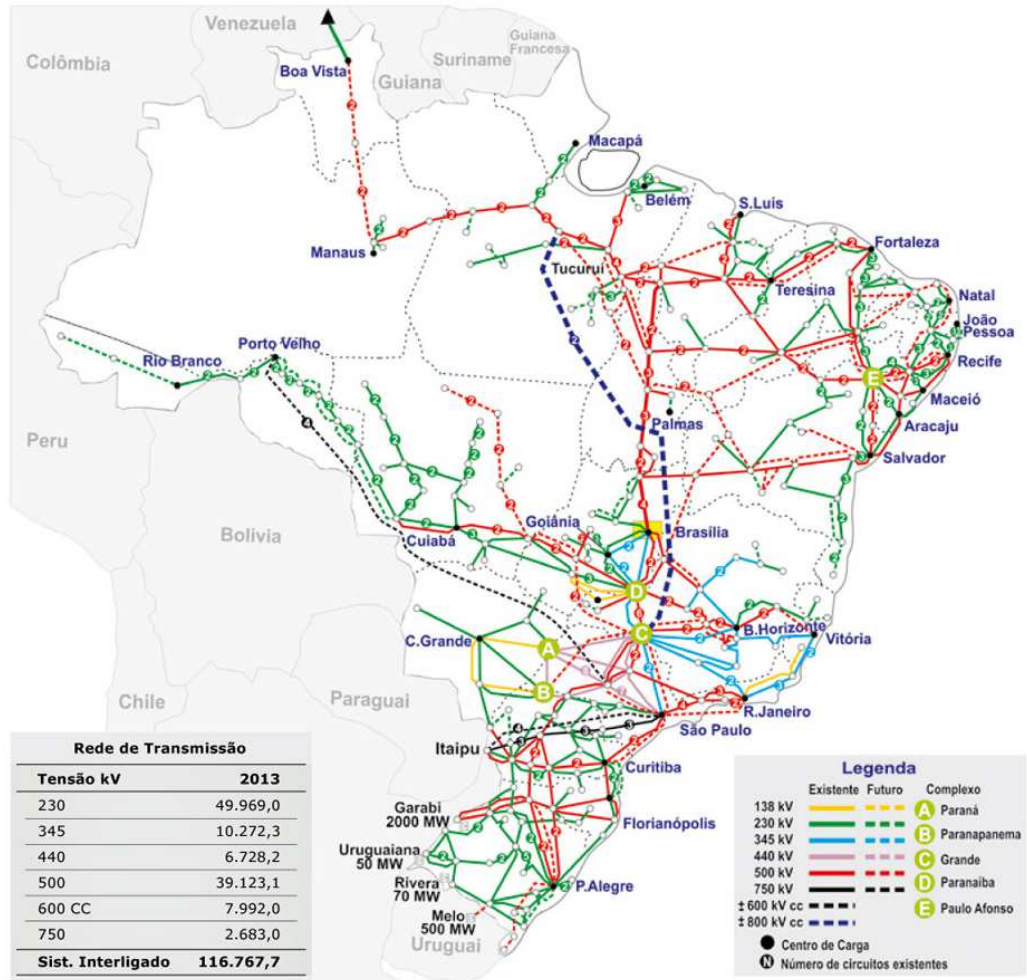 Venezuela
Guiana
Francesa
Suriname
Colômbia
Guiana
Boa Vista
Macapá
Belém
S.Luis
Manaus
Tucuruí
Fortaleza
Teresina
Natal
João
Pessoa
Recife
Porto Velho
Rio Branco
E
Maceió
Aracaju
Palmas
Salvador
Peru
Bolivia
Cuiabá
Goiânia
Brasília
D
C
B.Horizonte
Vitória
C.Grande
A
B
R.Janeiro
São Paulo
Chile
Paraguai
Itaipu
Curitiba
Garabi
2000 MW
Florianópolis
Uruguaiana
50 MW
Rivera
70 MW
P.Alegre
Melo
500 MW
Uruguai
Rede de Transmissão
Tensão kV 2013
230 49.969,0
345 10.272,3
440 6.728,2
500 39.123,1
600 CC 7.992,0
750 2.683,0
Sist. Interligado 116.767,7
Legenda
Existente Futuro Complexo
138 kV A Paraná
230 kV B Paranapanema
345 kV C Grande
440 kV D Paranaiba
500 kV E Paulo Afonso
750 kV
±600 kV cc
±800 kV cc
Centro de Carga
N Número de circuitos existentes